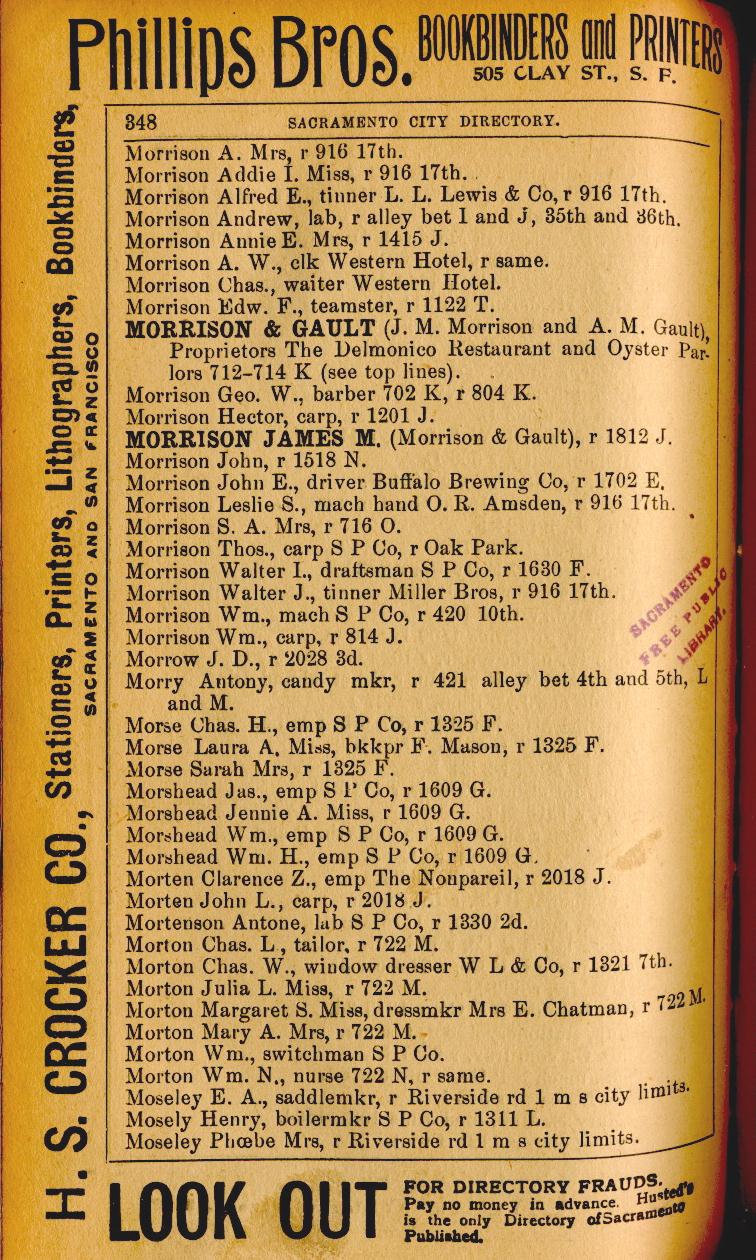 Phillips Bros. BOOKBINDERS and PRINTERS
505 CLAY ST., S. F.
H. S. CROCKER CO., Stationers, Printers, Lithographers, Bookbinders,
SACRAMENTO AND SAN FRANCISCO
348 SACRAMENTO CITY DIRECTORY.
Morrison A. Mrs, r 916 17th.
Morrison Addie I. Miss, r 916 17th.
Morrison Alfred E., tinner L. L. Lewis & Co, r 916 17th.
Morrison Andrew, lab, r alley bet I and J, 35th and 36th.
Morrison Annie E. Mrs, r 1415 J.
Morrison A. W., clk Western Hotel, r same.
Morrison Chas., waiter Western Hotel.
Morrison Edw. F., teamster, r 1122 T.
MORRISON & GAULT (J. M. Morrison and A. M. Gault),
Proprietors The Delmonico Restaurant and Oyster Par-
lors 712-714 K (see top lines).
Morrison Geo. W., barber 702 K, r 804 K.
Morrison Hector, carp, r 1201 J.
MORRISON JAMES M. (Morrison & Gault), r 1812 J.
Morrison John, r 1518 N.
Morrison John E., driver Buffalo Brewing Co, r 1702 E.
Morrison Leslie S., mach hand O. R. Amsden, r 916 17th.
Morrison S. A. Mrs, r 716 O.
Morrison Thos., carp S P Co, r Oak Park.
Morrison Walter I., draftsman S P Co, r 1630 F.
Morrison Walter J., tinner Miller Bros, r 916 17th.
Morrison Wm., mach S P Co, r 420 10th.
Morrison Wm., carp, r 814 J.
Morrow J. D., r 2028 3d.
Morry Antony, candy mkr, r 421 alley bet 4th and 5th, L
and M.
Morse Chas. H., emp S P Co, r 1325 F.
Morse Laura A. Miss, bkkpr F. Mason, r 1325 F.
Morse Sarah Mrs, r 1325 F.
Morshead Jas., emp S P Co, r 1609 G.
Morshead Jennie A. Miss, r 1609 G.
Morshead Wm., emp S P Co, r 1609 G.
Morshead Wm. H., emp S P Co, r 1609 G.
Morten Clarence Z., emp The Nonpareil, r 2018 J.
Morten John L., carp, r 2018 J.
Mortenson Antone, lab S P Co, r 1330 2d.
Morton Chas. L, tailor, r 722 M.
Morton Chas. W., window dresser W L & Co, r 1321 7th.
Morton Julia L. Miss, r 722 M.
Morton Margaret S. Miss, dressmkr Mrs E. Chatman, r 722 M.
Morton Mary A. Mrs, r 722 M.
Morton Wm., switchman S P Co.
Morton Wm. N., nurse 722 N, r same.
Moseley E. A., saddlemkr, r Riverside rd 1 m s city limits.
Mosely Henry, boilermkr S P Co, r 1311 L.
Moseley Phœbe Mrs, r Riverside rd 1 m s city limits.
SACRAMENTO
FREE PUBLIC
LIBRARY.
LOOK OUT FOR DIRECTORY FRAUDS.
Pay no money in advance. Husted's
is the only Directory of Sacramento
Published.